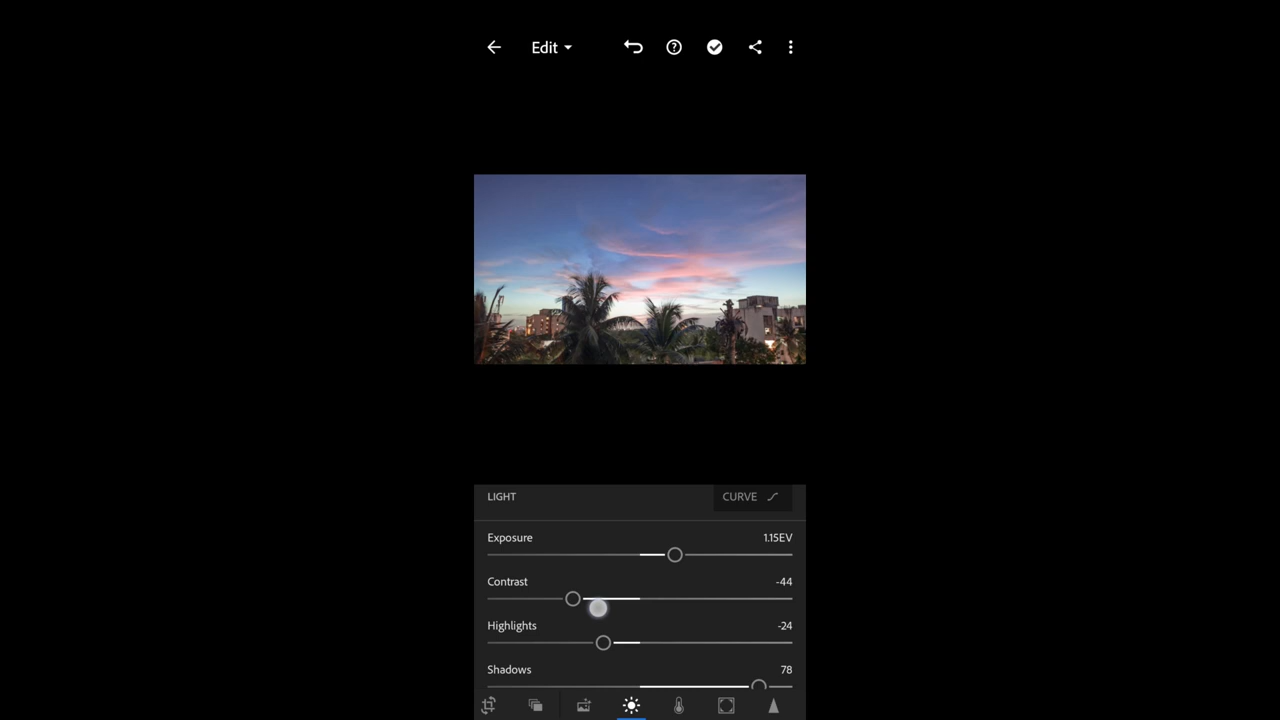 Edit
LIGHT
CURVE
Exposure
1.15EV
Contrast
-44
Highlights
-24
Shadows
78